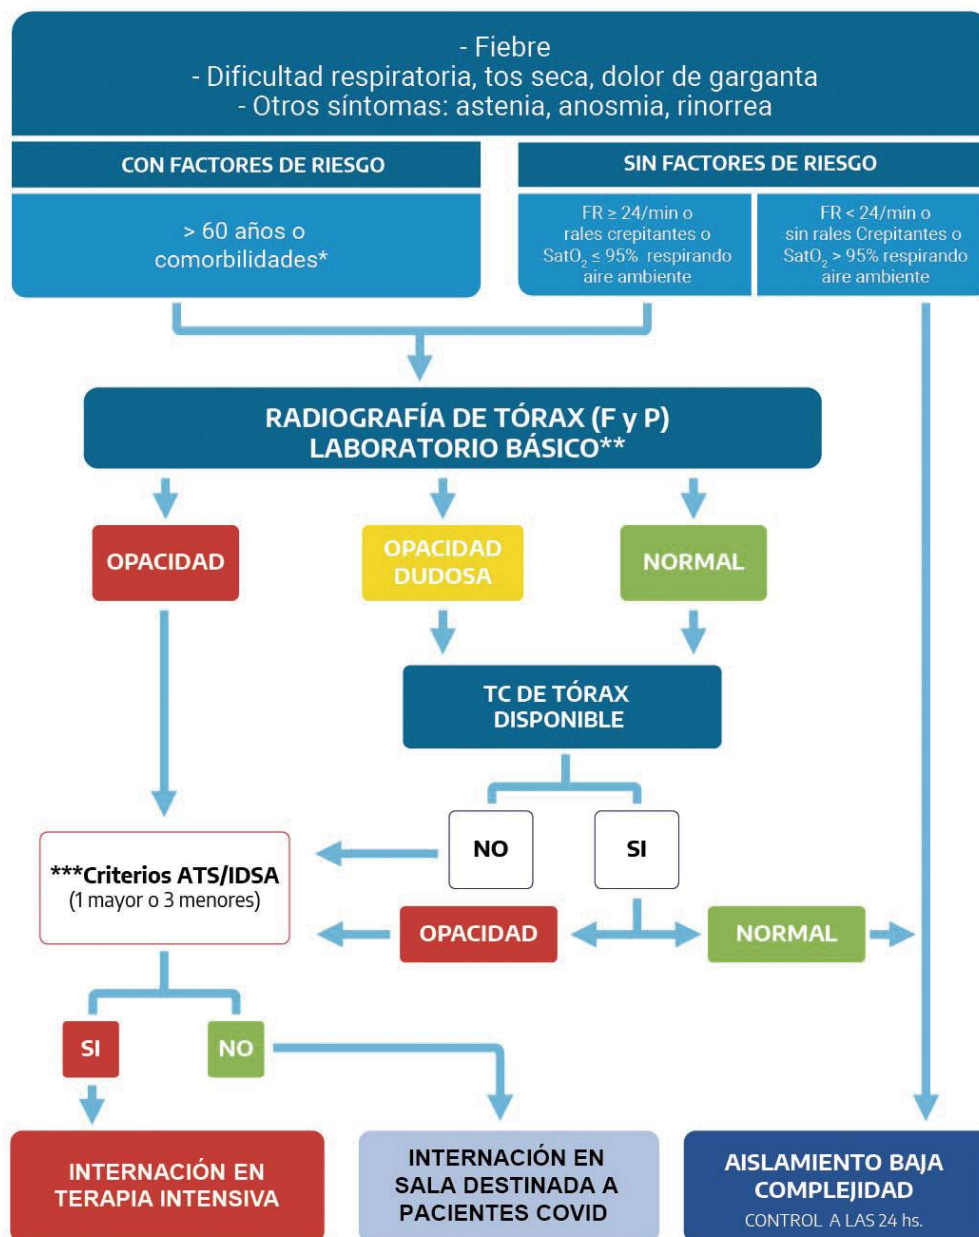 - Fiebre
- Dificultad respiratoria, tos seca, dolor de garganta
- Otros síntomas: astenia, anosmia, rinorrea
CON FACTORES DE RIESGO
SIN FACTORES DE RIESGO
> 60 años o
comorbilidades*
FR ≥ 24/min o
rales crepitantes o
SatO₂ ≤ 95% respirando
aire ambiente
FR < 24/min o
sin rales Crepitantes o
SatO₂ > 95% respirando
aire ambiente
RADIOGRAFÍA DE TÓRAX (F y P)
LABORATORIO BÁSICO**
OPACIDAD
OPACIDAD
DUDOSA
NORMAL
TC DE TÓRAX
DISPONIBLE
NO
SI
***Criterios ATS/IDSA
(1 mayor o 3 menores)
OPACIDAD
NORMAL
SI
NO
INTERNACIÓN EN
TERAPIA INTENSIVA
INTERNACIÓN EN
SALA DESTINADA A
PACIENTES COVID
AISLAMIENTO BAJA
COMPLEJIDAD
CONTROL A LAS 24 hs.